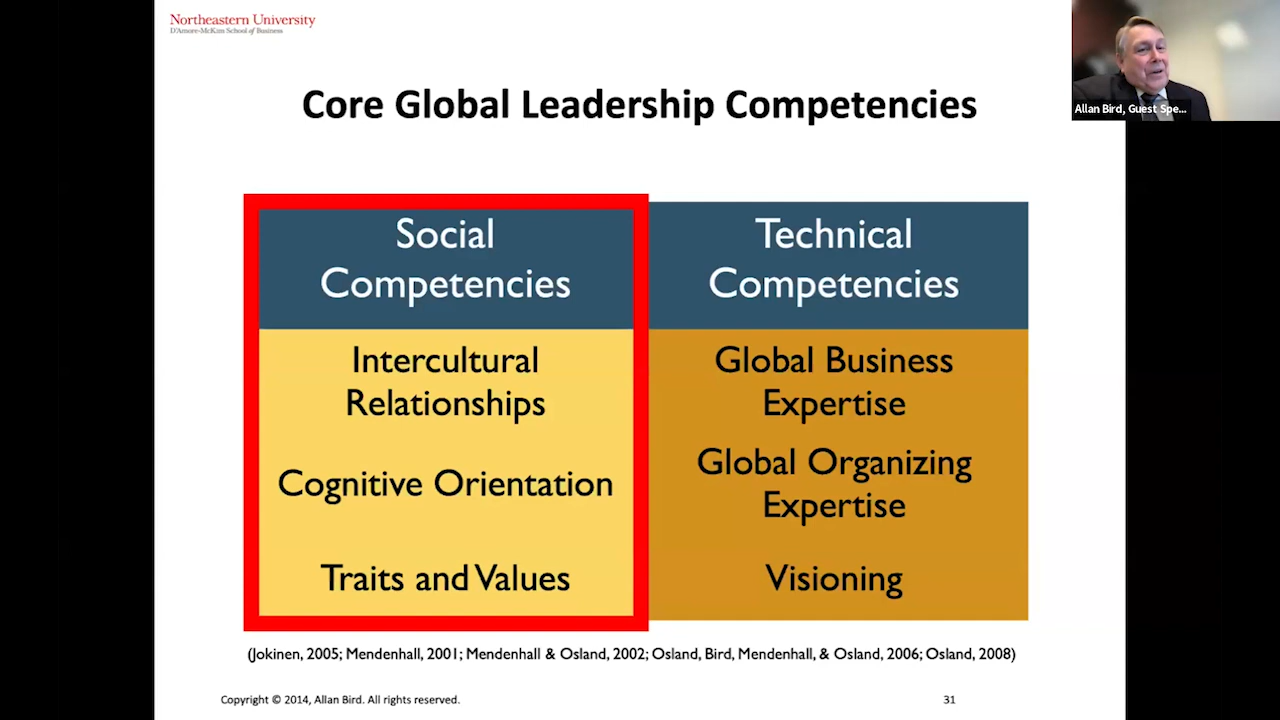 Northeastern University
D'Amore-McKim School of Business
Allan Bird, Guest Spe...
Core Global Leadership Competencies
Social
Competencies
Technical
Competencies
Intercultural
Relationships
Global Business
Expertise
Cognitive Orientation
Global Organizing
Expertise
Traits and Values
Visioning
(Jokinen, 2005; Mendenhall, 2001; Mendenhall & Osland, 2002; Osland, Bird, Mendenhall, & Osland, 2006; Osland, 2008)
Copyright © 2014, Allan Bird. All rights reserved.
31